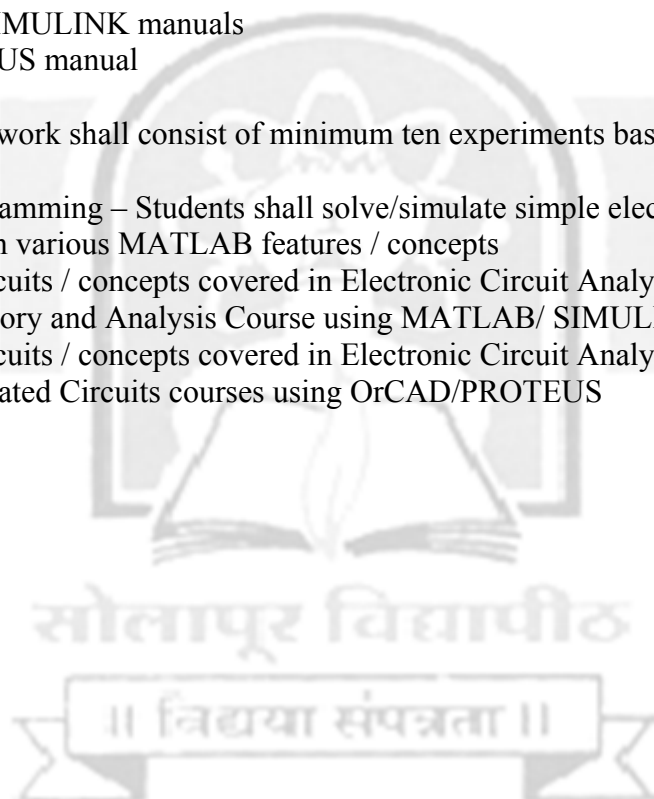 IMULINK manuals
US manual
work shall consist of minimum ten experiments bas
amming – Students shall solve/simulate simple elec
n various MATLAB features / concepts
cuits / concepts covered in Electronic Circuit Analy
ory and Analysis Course using MATLAB/ SIMULI
cuits / concepts covered in Electronic Circuit Analy
ated Circuits courses using OrCAD/PROTEUS
सोलापूर विद्यापीठ
॥ विद्यया संपन्नता ॥